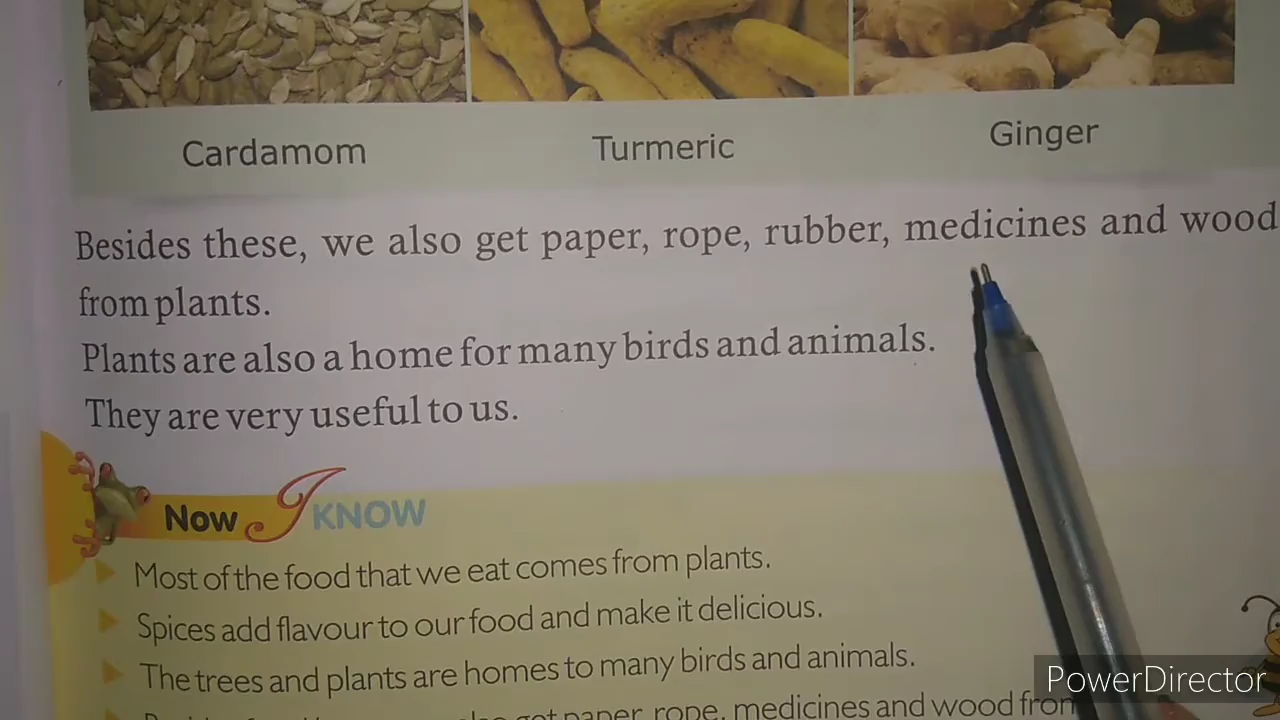 Cardamom
Turmeric
Ginger
Besides these, we also get paper, rope, rubber, medicines and wood
from plants.
Plants are also a home for many birds and animals.
They are very useful to us.
Now I KNOW
Most of the food that we eat comes from plants.
Spices add flavour to our food and make it delicious.
The trees and plants are homes to many birds and animals.
get paper, rope, medicines and wood from
PowerDirector